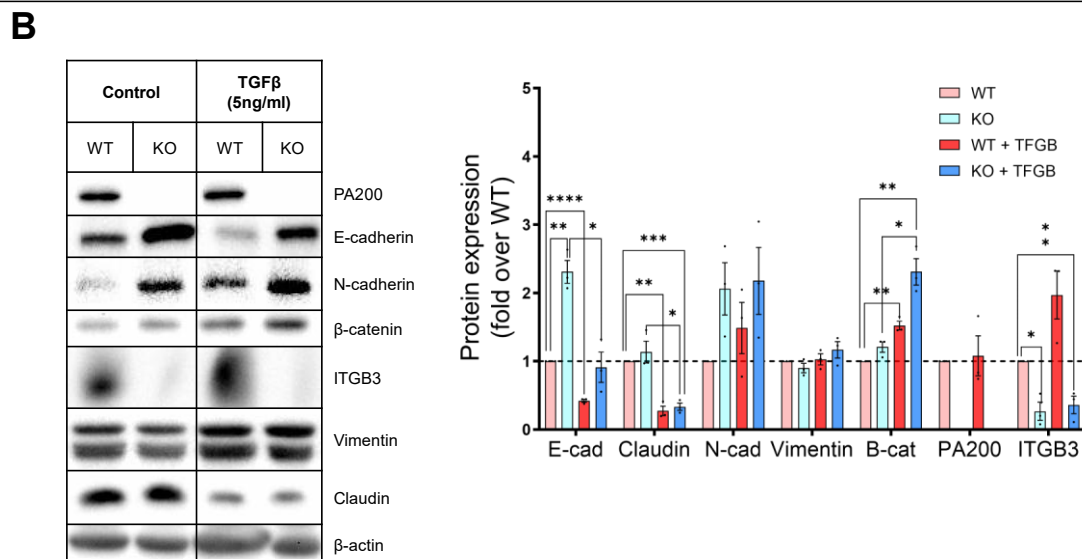 B
Control
TGFβ
(5ng/ml)
WT
KO
WT
KO
PA200
E-cadherin
N-cadherin
β-catenin
ITGB3
Vimentin
Claudin
β-actin
Protein expression
(fold over WT)
5
4
3
2
1
0
WT
KO
WT + TFGB
KO + TFGB
****
**
*
***
**
*
**
*
**
*
*
*
E-cad
Claudin
N-cad
Vimentin
B-cat
PA200
ITGB3